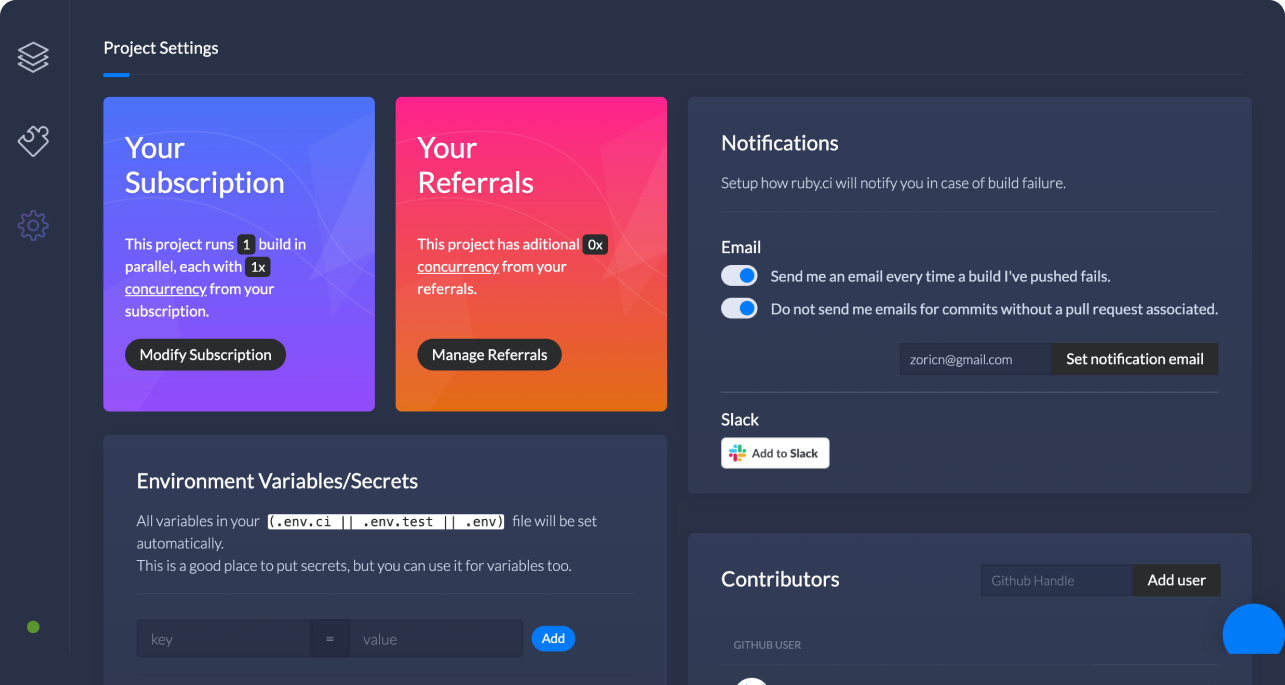 Project Settings
Your
Subscription
This project runs 1 build in
parallel, each with 1x
concurrency from your
subscription.
Modify Subscription
Your
Referrals
This project has aditional 0x
concurrency from your
referrals.
Manage Referrals
Notifications
Setup how ruby.ci will notify you in case of build failure.
Email
Send me an email every time a build I've pushed fails.
Do not send me emails for commits without a pull request associated.
zoricn@gmail.com Set notification email
Slack
Add to Slack
Environment Variables/Secrets
All variables in your (.env.ci || .env.test || .env) file will be set
automatically.
This is a good place to put secrets, but you can use it for variables too.
key = value Add
Contributors
Github Handle Add user
GITHUB USER